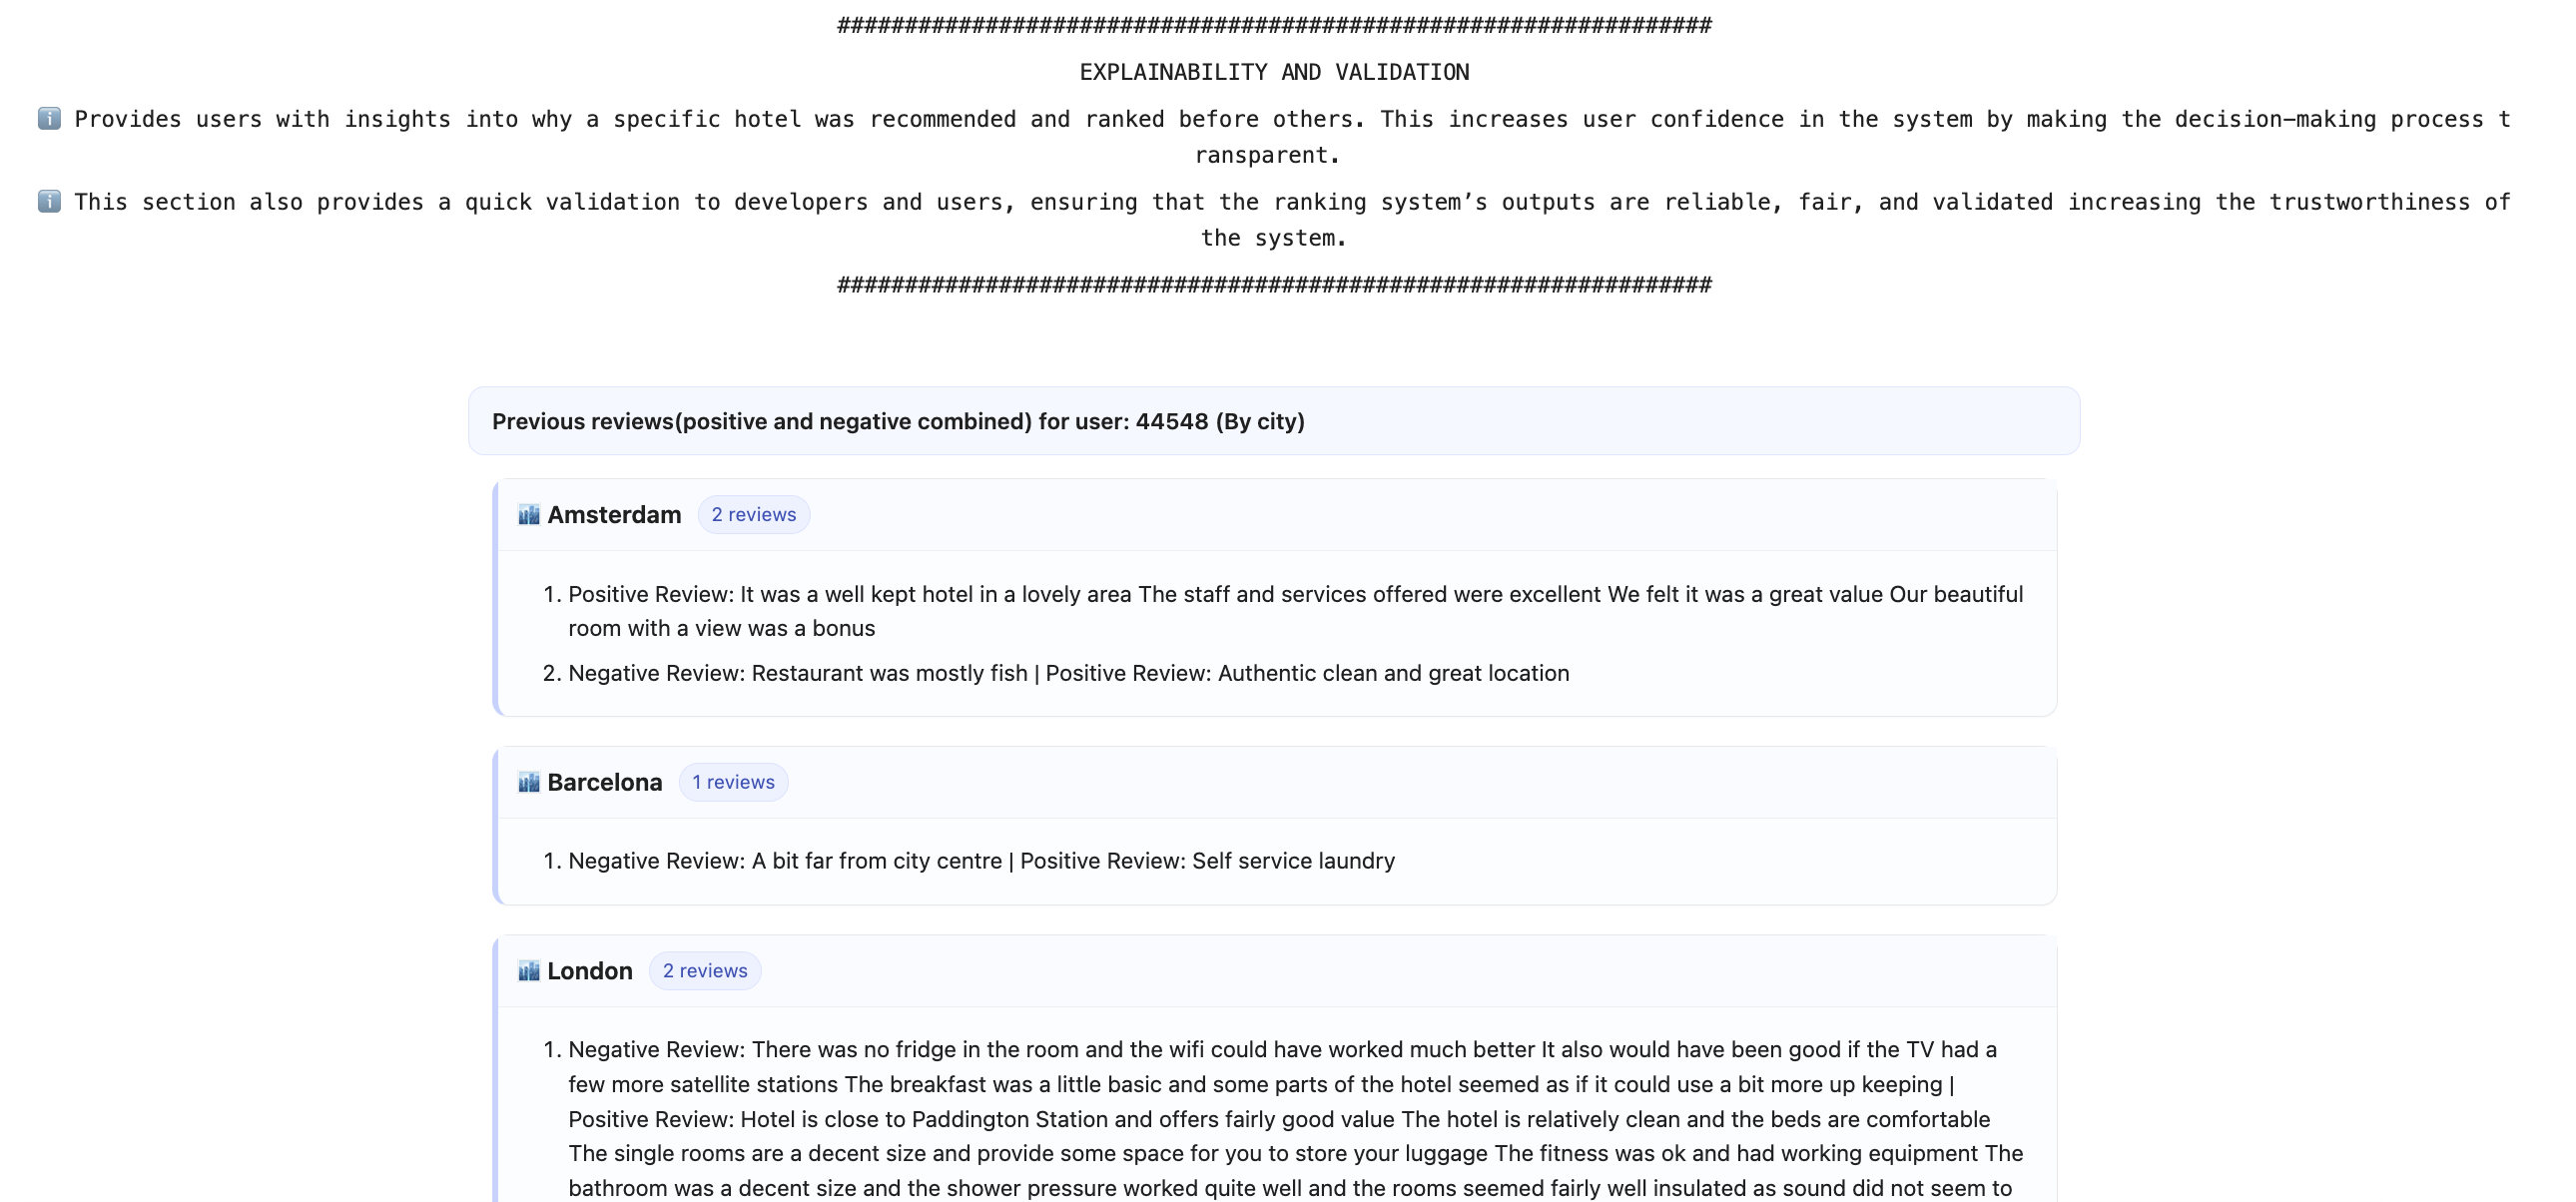 #################################################################
EXPLAINABILITY AND VALIDATION
ℹ️ Provides users with insights into why a specific hotel was recommended and ranked before others. This increases user confidence in the system by making the decision-making process t
ransparent.
ℹ️ This section also provides a quick validation to developers and users, ensuring that the ranking system’s outputs are reliable, fair, and validated increasing the trustworthiness of
the system.
#################################################################
Previous reviews(positive and negative combined) for user: 44548 (By city)
🏙️ Amsterdam 2 reviews
1. Positive Review: It was a well kept hotel in a lovely area The staff and services offered were excellent We felt it was a great value Our beautiful
room with a view was a bonus
2. Negative Review: Restaurant was mostly fish | Positive Review: Authentic clean and great location
🏙️ Barcelona 1 reviews
1. Negative Review: A bit far from city centre | Positive Review: Self service laundry
🏙️ London 2 reviews
1. Negative Review: There was no fridge in the room and the wifi could have worked much better It also would have been good if the TV had a
few more satellite stations The breakfast was a little basic and some parts of the hotel seemed as if it could use a bit more up keeping |
Positive Review: Hotel is close to Paddington Station and offers fairly good value The hotel is relatively clean and the beds are comfortable
The single rooms are a decent size and provide some space for you to store your luggage The fitness was ok and had working equipment The
bathroom was a decent size and the shower pressure worked quite well and the rooms seemed fairly well insulated as sound did not seem to